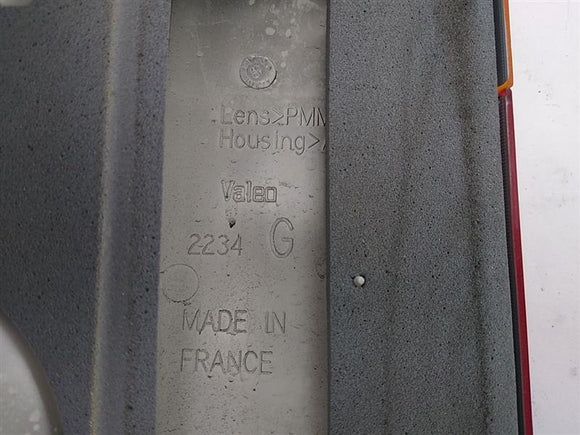 Lens>PMM
Housing>
Valeo
2234 G
MADE IN
FRANCE